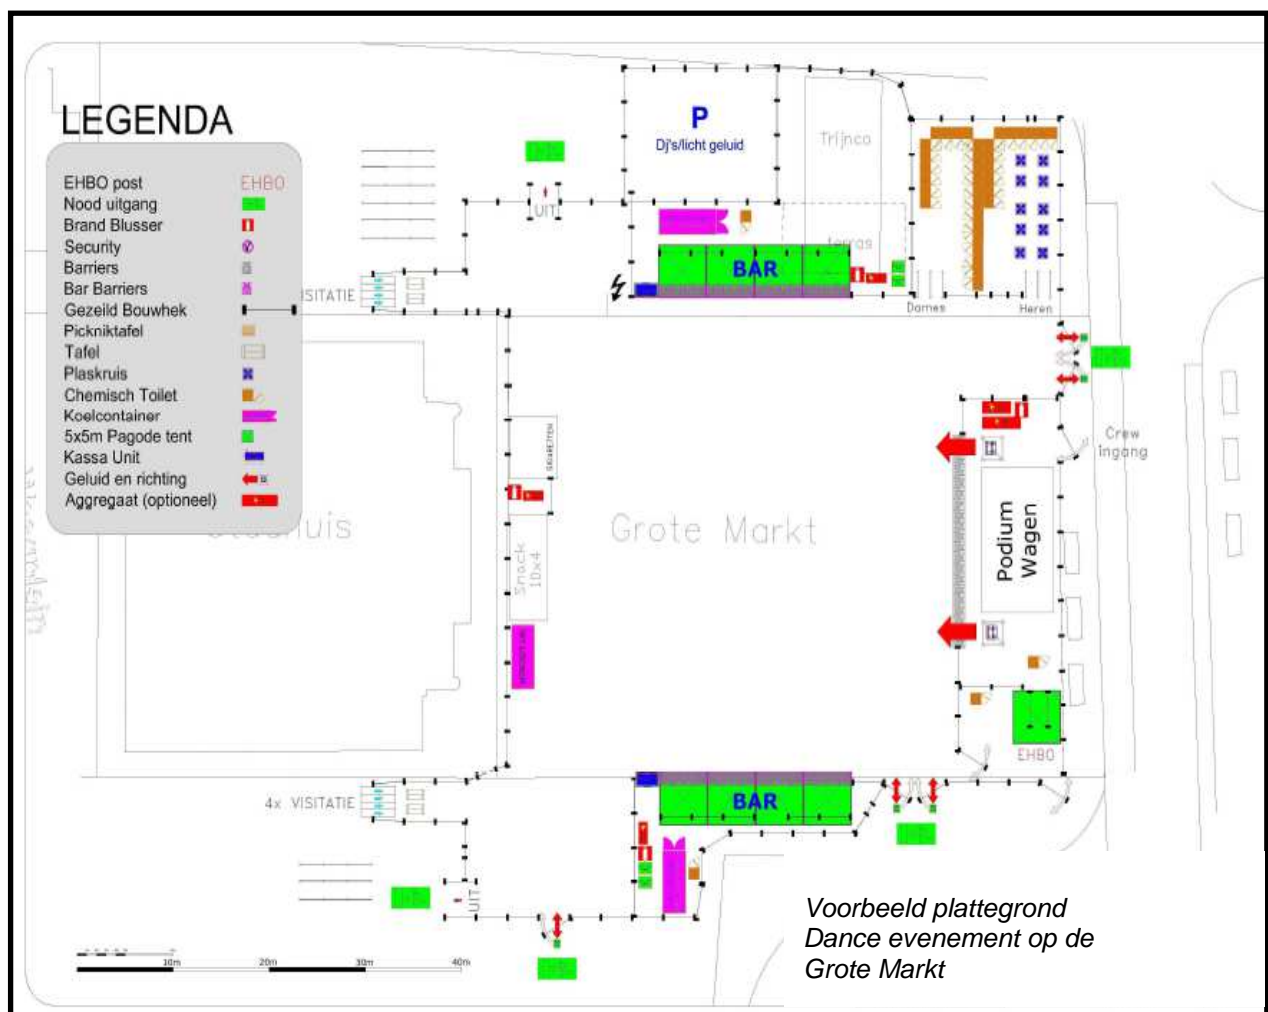 LEGENDA
EHBO post EHBO
Nood uitgang
Brand Blusser
Security
Barriers
Bar Barriers
Gezeild Bouwhek
Pickniktafel
Tafel
Plaskruis
Chemisch Toilet
Koelcontainer
5x5m Pagode tent
Kassa Unit
Geluid en richting
Aggregaat (optioneel)
P
Dj's/licht geluid
Trijnco
UIT
terras
BAR
ISITATIE
Dames
Heren
Crew
ingang
Grote Markt
Snack
10x4
Podium
Wagen
EHBO
4x VISITATIE
BAR
UIT
10m 20m 30m 40m
Voorbeeld plattegrond
Dance evenement op de
Grote Markt